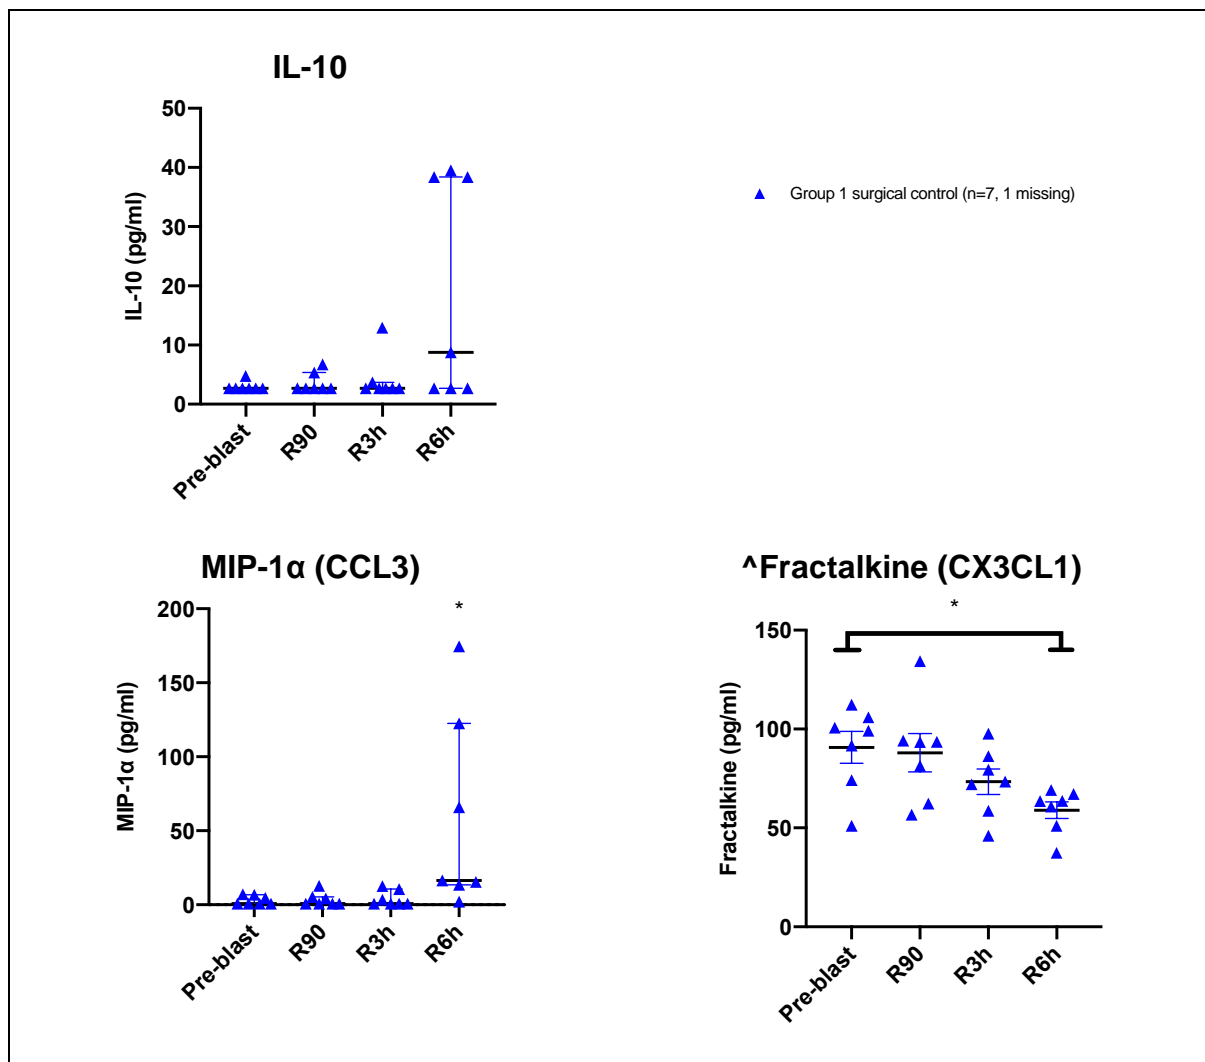 IL-10
50
40
30
20
10
0
IL-10 (pg/ml)
Pre-blast
R90
R3h
R6h
Group 1 surgical control (n=7, 1 missing)
MIP-1α (CCL3)
*
200
150
100
50
0
MIP-1α (pg/ml)
Pre-blast
R90
R3h
R6h
^Fractalkine (CX3CL1)
*
150
100
50
0
Fractalkine (pg/ml)
Pre-blast
R90
R3h
R6h